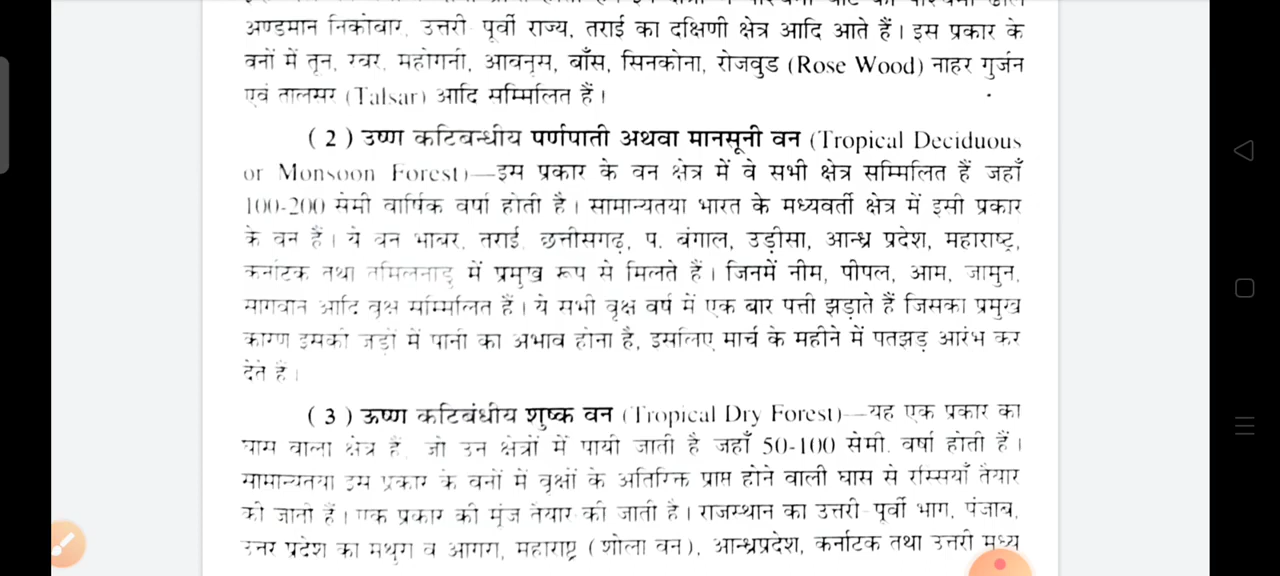 अण्डमान निकोवार, उत्तरी पूर्वी राज्य, तराई का दक्षिणी क्षेत्र आदि आते हैं। इस प्रकार के
वनों में तून, रबर, महोगनी, आवनूस, बाँस, सिनकोना, रोजवुड (Rose Wood) नाहर गुर्जन
एवं तालसर (Talsar) आदि सम्मिलित हैं।
(2) उष्ण कटिबन्धीय पर्णपाती अथवा मानसूनी वन (Tropical Deciduous
or Monsoon Forest)—इस प्रकार के वन क्षेत्र में वे सभी क्षेत्र सम्मिलित हैं जहाँ
100-200 सेमी वार्षिक वर्षा होती है। सामान्यतया भारत के मध्यवर्ती क्षेत्र में इसी प्रकार
के वन हैं। ये वन भाबर, तराई, छत्तीसगढ़, प. बंगाल, उड़ीसा, आन्ध्र प्रदेश, महाराष्ट्र,
कर्नाटक तथा तमिलनाडु में प्रमुख रूप से मिलते हैं। जिनमें नीम, पीपल, आम, जामुन,
सागवान आदि वृक्ष सम्मिलित हैं। ये सभी वृक्ष वर्ष में एक बार पत्ती झड़ाते हैं जिसका प्रमुख
कारण इसकी जड़ों में पानी का अभाव होना है, इसलिए मार्च के महीने में पतझड़ आरंभ कर
देते हैं।
(3) ऊष्ण कटिबंधीय शुष्क वन (Tropical Dry Forest)—यह एक प्रकार का
घास वाला क्षेत्र है, जो उन क्षेत्रों में पायी जाती है जहाँ 50-100 सेमी. वर्षा होती हैं।
सामान्यतया इस प्रकार के वनों में वृक्षों के अतिरिक्त प्राप्त होने वाली घास से रस्सियाँ तैयार
की जाती हैं। एक प्रकार की मूंज तैयार की जाती है। राजस्थान का उत्तरी-पूर्वी भाग, पंजाब,
उत्तर प्रदेश का मथुरा व आगरा, महाराष्ट्र (शोला वन), आन्ध्रप्रदेश, कर्नाटक तथा उत्तरी मध्य